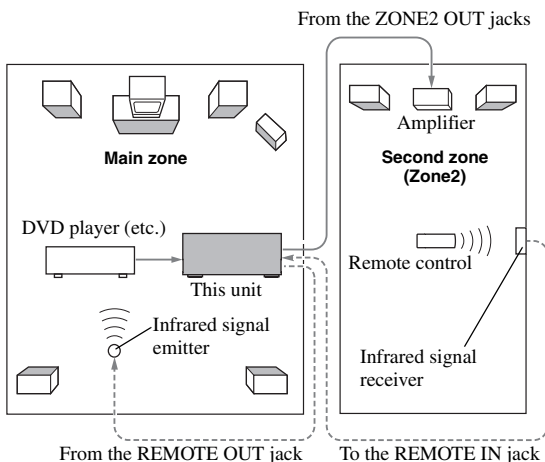 From the ZONE2 OUT jacks
Main zone
Amplifier
Second zone
(Zone2)
DVD player (etc.)
This unit
Remote control
Infrared signal
emitter
Infrared signal
receiver
From the REMOTE OUT jack
To the REMOTE IN jack